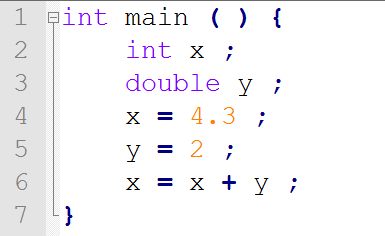 1 int main ( ) {
2 int x ;
3 double y ;
4 x = 4.3 ;
5 y = 2 ;
6 x = x + y ;
7 }